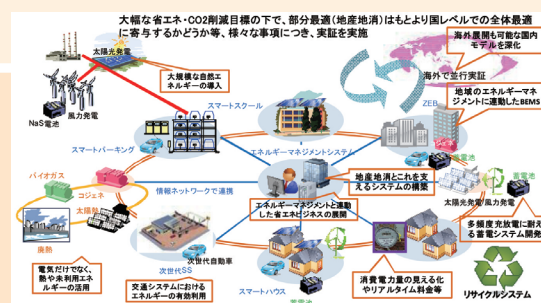 大幅な省エネ・CO2削減目標の下で、部分最適(地産地消)はもとより国レベルでの全体最適
に寄与するかどうか等、様々な事項につき、実証を実施
太陽光発電
大規模な自然エ
ネルギーの導入
風力発電
NaS電池
海外展開も可能な国内
モデルを深化
海外で並行実証
地域のエネルギーマネ
ジメントに連動したBEMS
スマートスクール
ZEB
スマートパーキング
エネルギーマネジメントシステム
蓄電池
バイオガス
コジェネ
太陽熱
情報ネットワークで連携
地産地消とこれを支
えるシステムの構築
エネルギーマネジメントと連動
した省エネビジネスの展開
太陽光発電/風力発電
蓄電池
多頻度充放電に耐え
る蓄電システム開発
廃熱
次世代自動車
次世代SS
電気だけでなく、
熱や未利用エネ
ルギーの活用
交通システムにおける
エネルギーの有効利用
スマートハウス
蓄電池
消費電力量の見える化
やリアルタイム料金等
リサイクルシステム